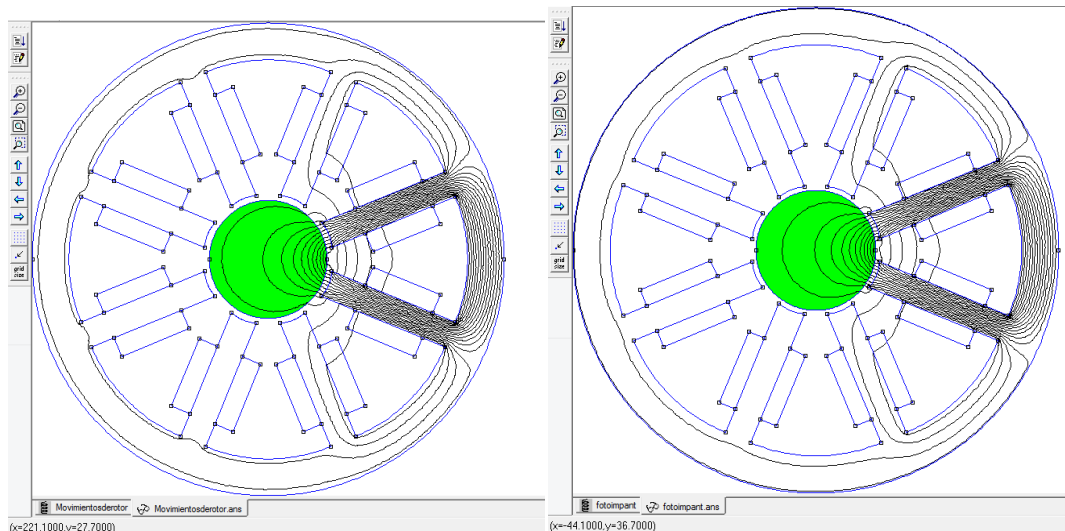 grid
size
Movimientosderotor
Movimientosderotor.ans
(x=221.1000,y=27.7000)
grid
size
fotoimpant
fotoimpant.ans
(x=-44.1000,y=36.7000)